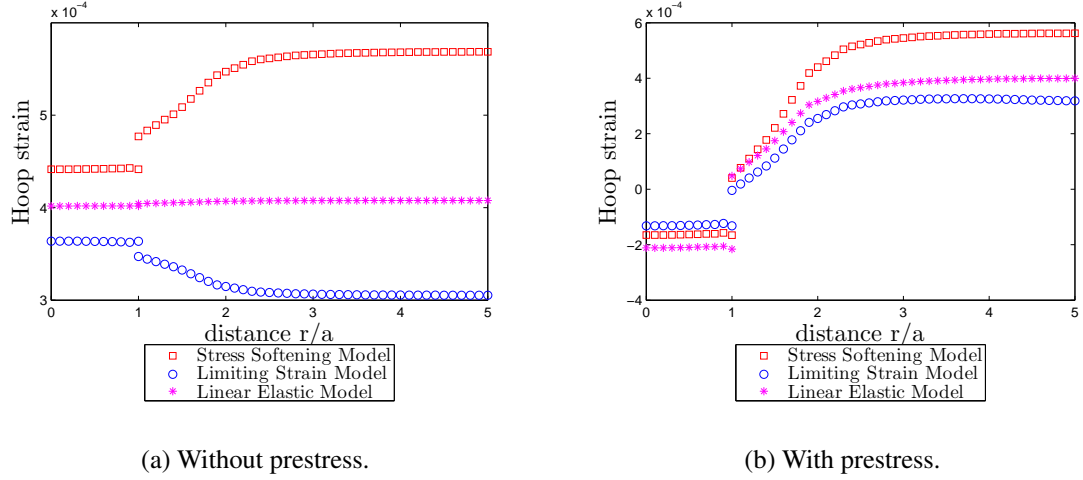 x 10⁻⁴
5
4
3
0 1 2 3 4 5
Hoop strain
distance r/a
Stress Softening Model
Limiting Strain Model
Linear Elastic Model
(a) Without prestress.
x 10⁻⁴
6
4
2
0
−2
−4
0 1 2 3 4 5
Hoop strain
distance r/a
Stress Softening Model
Limiting Strain Model
Linear Elastic Model
(b) With prestress.